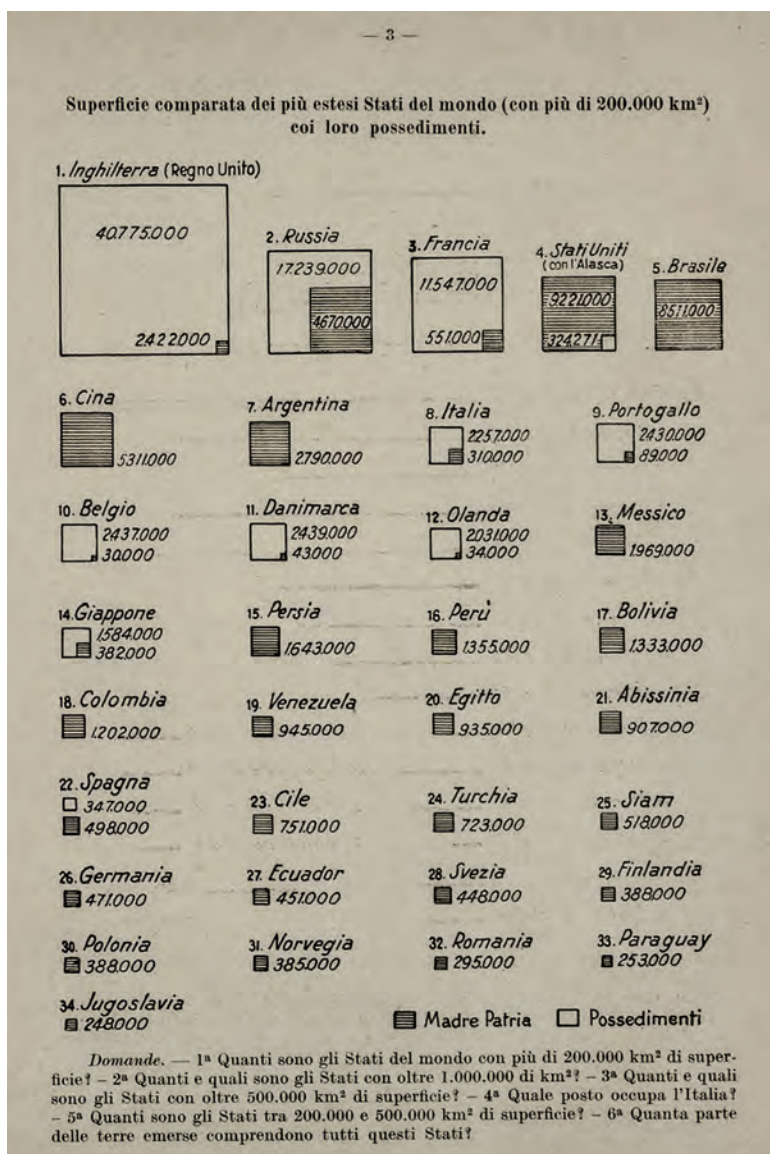 — 3 —
Superficie comparata dei più estesi Stati del mondo (con più di 200.000 km²)
coi loro possedimenti.
1. Inghilterra (Regno Unito)
40.775.000
2.422.000
2. Russia
17.239.000
4.670.000
3. Francia
11.547.000
551.000
4. Stati Uniti
(con l'Alasca)
9.221.000
324.271
5. Brasile
8.511.000
6. Cina
5.311.000
7. Argentina
2.790.000
8. Italia
2.257.000
310.000
9. Portogallo
2.430.000
89.000
10. Belgio
2.437.000
30.000
11. Danimarca
2.439.000
43.000
12. Olanda
2.031.000
34.000
13. Messico
1.969.000
14. Giappone
1.584.000
382.000
15. Persia
1.643.000
16. Perù
1.355.000
17. Bolivia
1.333.000
18. Colombia
1.202.000
19. Venezuela
945.000
20. Egitto
935.000
21. Abissinia
907.000
22. Spagna
347.000
498.000
23. Cile
751.000
24. Turchia
723.000
25. Siam
518.000
26. Germania
471.000
27. Ecuador
451.000
28. Svezia
448.000
29. Finlandia
388.000
30. Polonia
388.000
31. Norvegia
385.000
32. Romania
295.000
33. Paraguay
253.000
34. Jugoslavia
248.000
Madre Patria
Possedimenti
Domande. — 1ª Quanti sono gli Stati del mondo con più di 200.000 km² di super-
ficie? – 2ª Quanti e quali sono gli Stati con oltre 1.000.000 di km²? – 3ª Quanti e quali
sono gli Stati con oltre 500.000 km² di superficie? – 4ª Quale posto occupa l'Italia?
– 5ª Quanti sono gli Stati tra 200.000 e 500.000 km² di superficie? – 6ª Quanta parte
delle terre emerse comprendono tutti questi Stati?